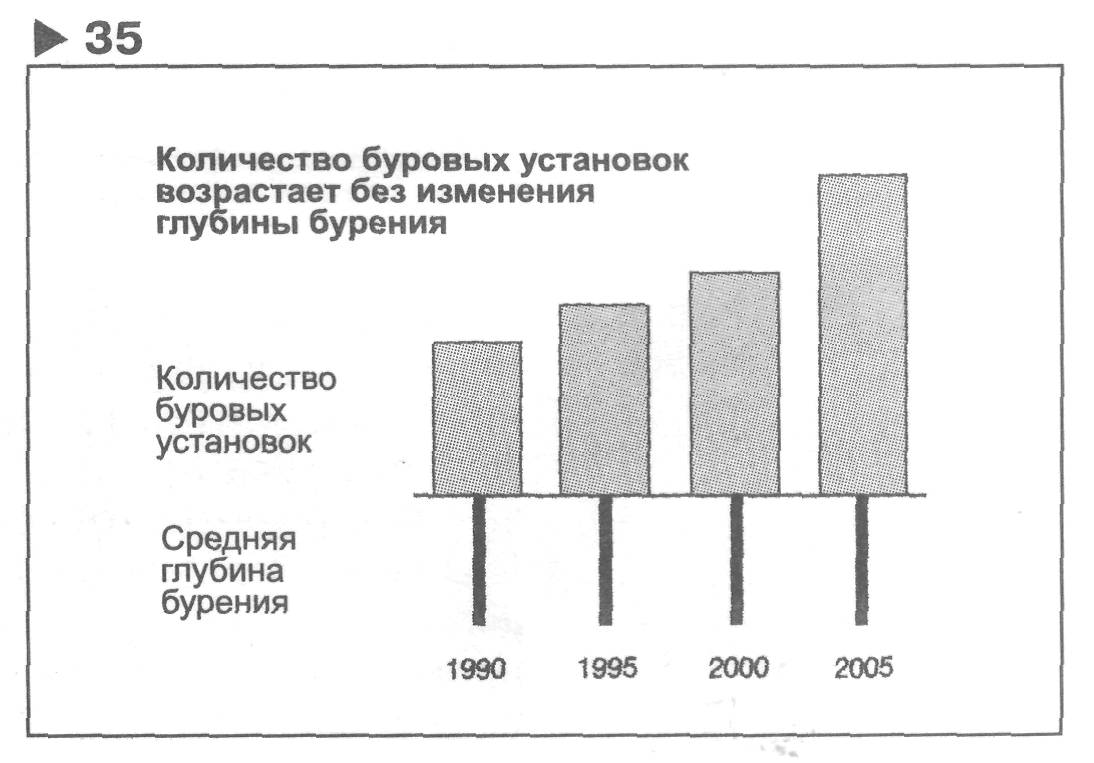 35
Количество буровых установок
возрастает без изменения
глубины бурения
Количество
буровых
установок
Средняя
глубина
бурения
1990 1995 2000 2005